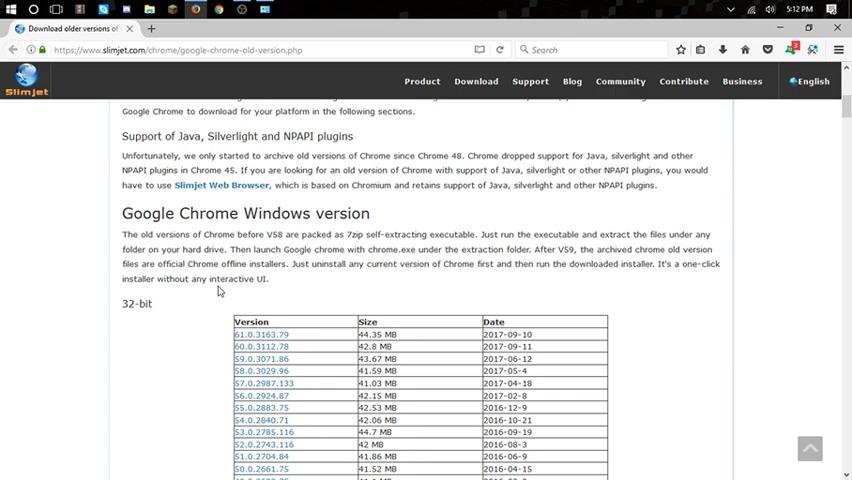 5:12 PM
Download older versions of
https://www.slimjet.com/chrome/google-chrome-old-version.php
Search
3
Slimjet
Product Download Support Blog Community Contribute Business English
Google Chrome to download for your platform in the following sections.
Support of Java, Silverlight and NPAPI plugins
Unfortunately, we only started to archive old versions of Chrome since Chrome 48. Chrome dropped support for Java, silverlight and other
NPAPI plugins in Chrome 45. If you are looking for an old version of Chrome with support of Java, silverlight or other NPAPI plugins, you would
have to use Slimjet Web Browser, which is based on Chromium and retains support of Java, silverlight and other NPAPI plugins.
Google Chrome Windows version
The old versions of Chrome before V58 are packed as 7zip self-extracting executable. Just run the executable and extract the files under any
folder on your hard drive. Then launch Google chrome with chrome.exe under the extraction folder. After V59, the archived chrome old version
files are official Chrome offline installers. Just uninstall any current version of Chrome first and then run the downloaded installer. It's a one-click
installer without any interactive UI.
32-bit
Version Size Date
61.0.3163.79 44.35 MB 2017-09-10
60.0.3112.78 42.8 MB 2017-09-11
59.0.3071.86 43.67 MB 2017-06-12
58.0.3029.96 41.59 MB 2017-05-4
57.0.2987.133 41.03 MB 2017-04-18
56.0.2924.87 42.15 MB 2017-02-8
55.0.2883.75 42.53 MB 2016-12-9
54.0.2840.71 42.06 MB 2016-10-21
53.0.2785.116 44.7 MB 2016-09-19
52.0.2743.116 42 MB 2016-08-3
51.0.2704.84 41.86 MB 2016-06-9
50.0.2661.75 41.52 MB 2016-04-15